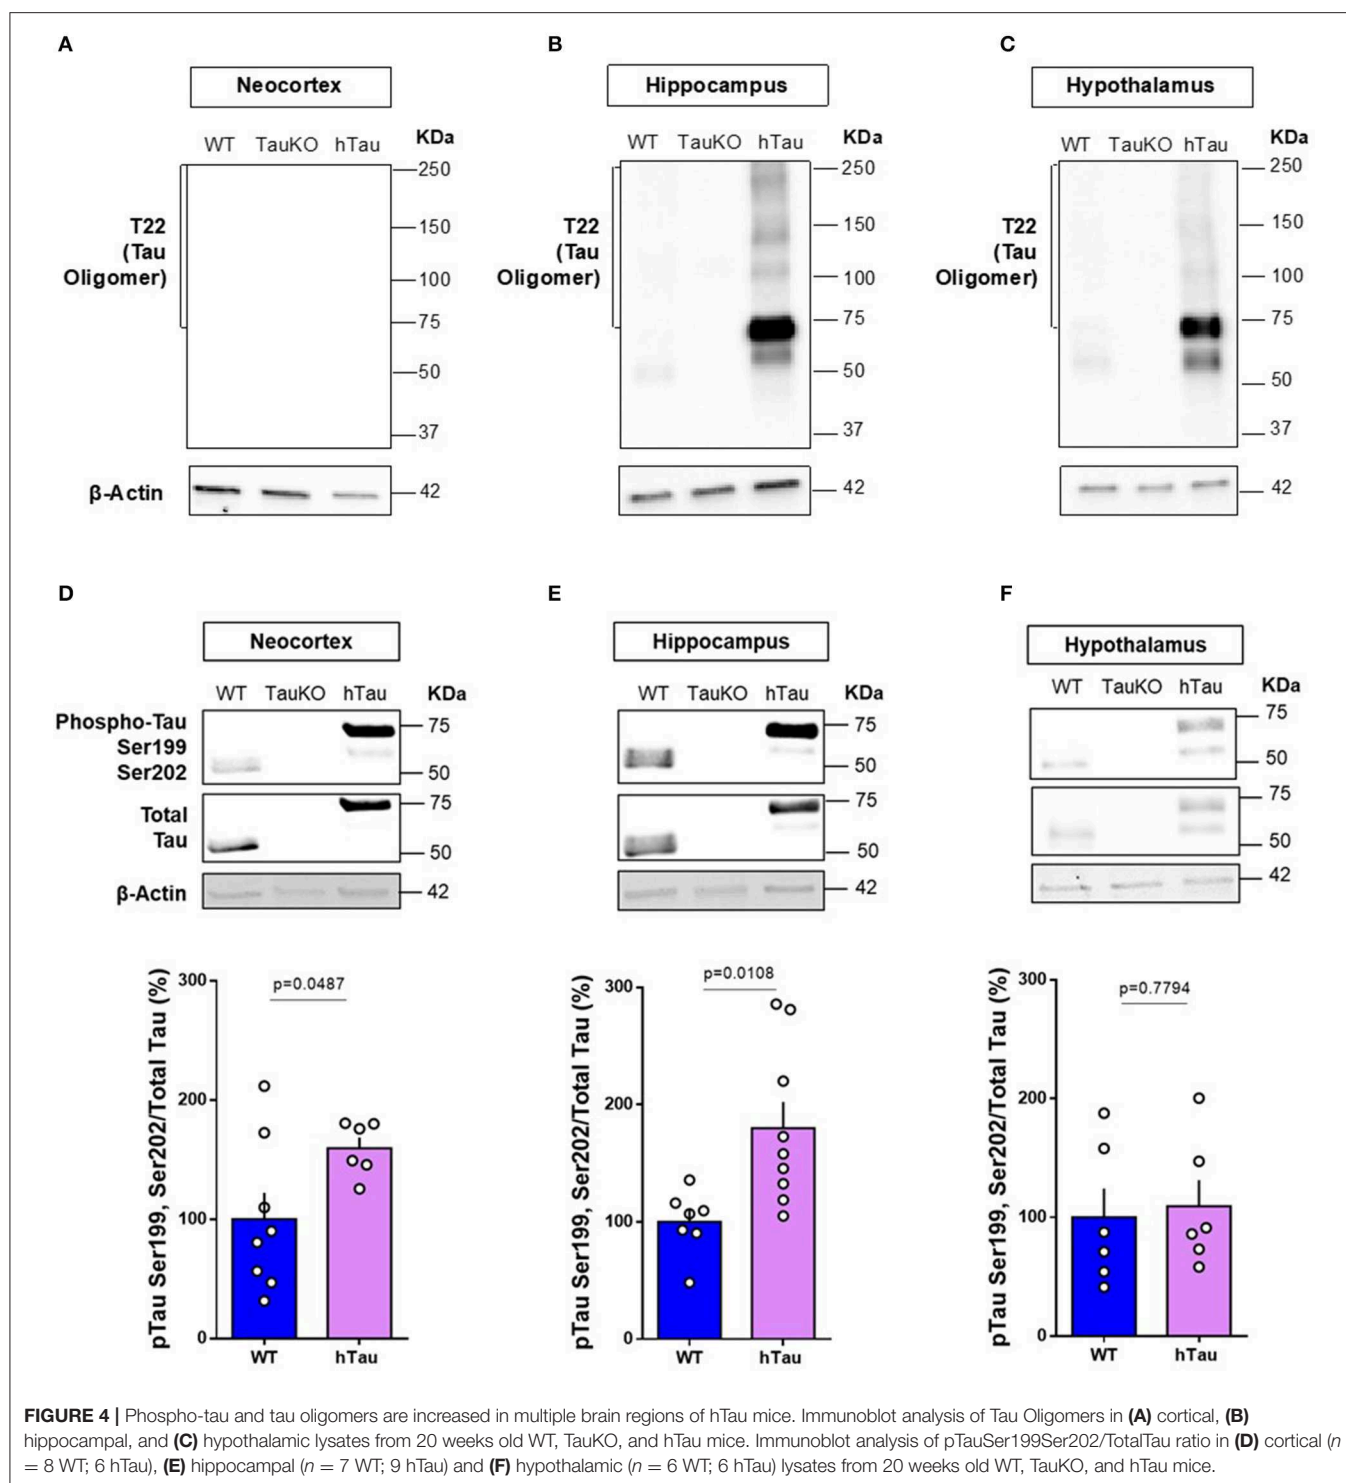 A
Neocortex
WT TauKO hTau KDa
T22
(Tau
Oligomer)
250
150
100
75
50
37
β-Actin
42
B
Hippocampus
WT TauKO hTau KDa
T22
(Tau
Oligomer)
250
150
100
75
50
37
42
C
Hypothalamus
WT TauKO hTau KDa
T22
(Tau
Oligomer)
250
150
100
75
50
37
42
D
Neocortex
WT TauKO hTau KDa
Phospho-Tau
Ser199
Ser202
75
50
Total
Tau
75
50
β-Actin
42
pTau Ser199, Ser202/Total Tau (%)
300
200
100
0
p=0.0487
WT hTau
E
Hippocampus
WT TauKO hTau KDa
75
50
75
50
42
pTau Ser199, Ser202/Total Tau (%)
300
200
100
0
p=0.0108
WT hTau
F
Hypothalamus
WT TauKO hTau KDa
75
50
75
50
42
pTau Ser199, Ser202/Total Tau (%)
300
200
100
0
p=0.7794
WT hTau
FIGURE 4 | Phospho-tau and tau oligomers are increased in multiple brain regions of hTau mice. Immunoblot analysis of Tau Oligomers in (A) cortical, (B)
hippocampal, and (C) hypothalamic lysates from 20 weeks old WT, TauKO, and hTau mice. Immunoblot analysis of pTauSer199Ser202/TotalTau ratio in (D) cortical (n
= 8 WT; 6 hTau), (E) hippocampal (n = 7 WT; 9 hTau) and (F) hypothalamic (n = 6 WT; 6 hTau) lysates from 20 weeks old WT, TauKO, and hTau mice.